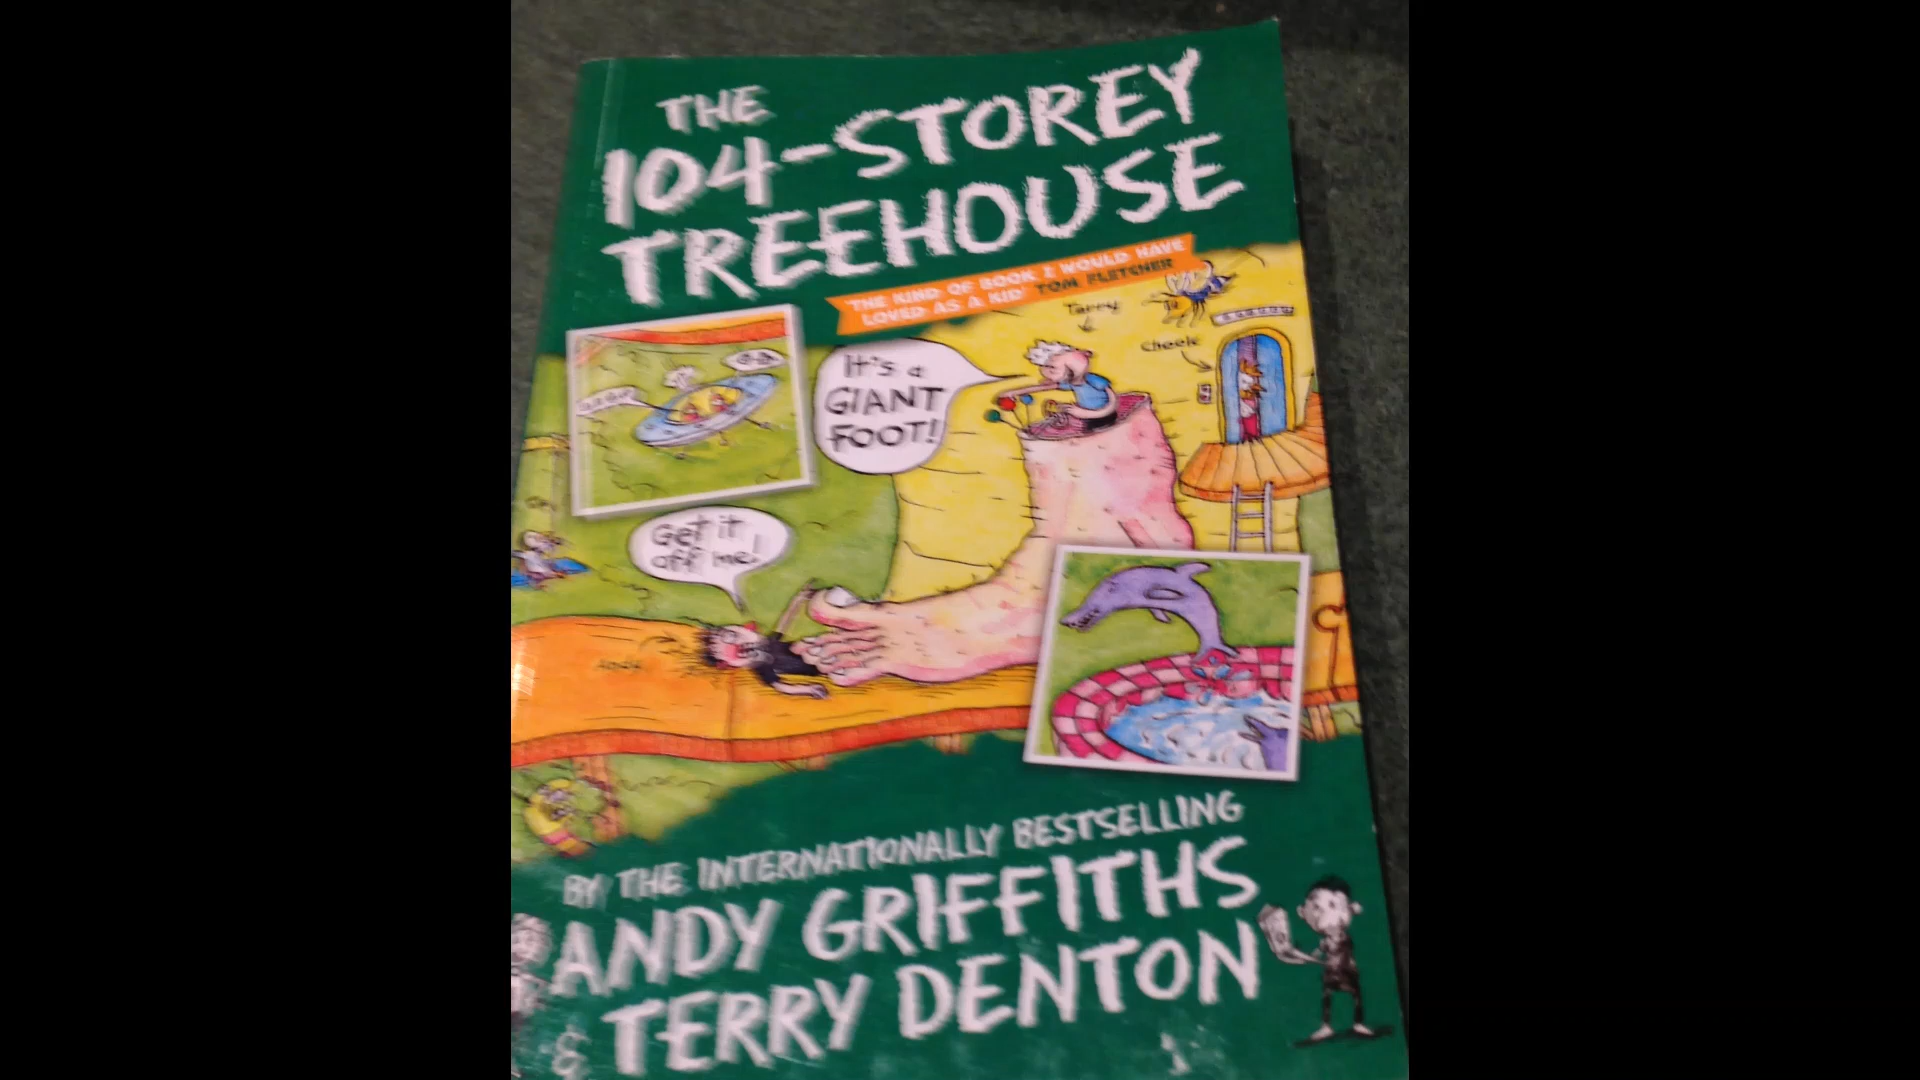 THE
104-STOREY
TREEHOUSE
'THE KIND OF BOOK I WOULD HAVE
LOVED AS A KID' TOM FLETCHER
Terry
Cheek
It's a
GIANT
FOOT!
Get it
off me!
BY THE INTERNATIONALLY BESTSELLING
ANDY GRIFFITHS
& TERRY DENTON